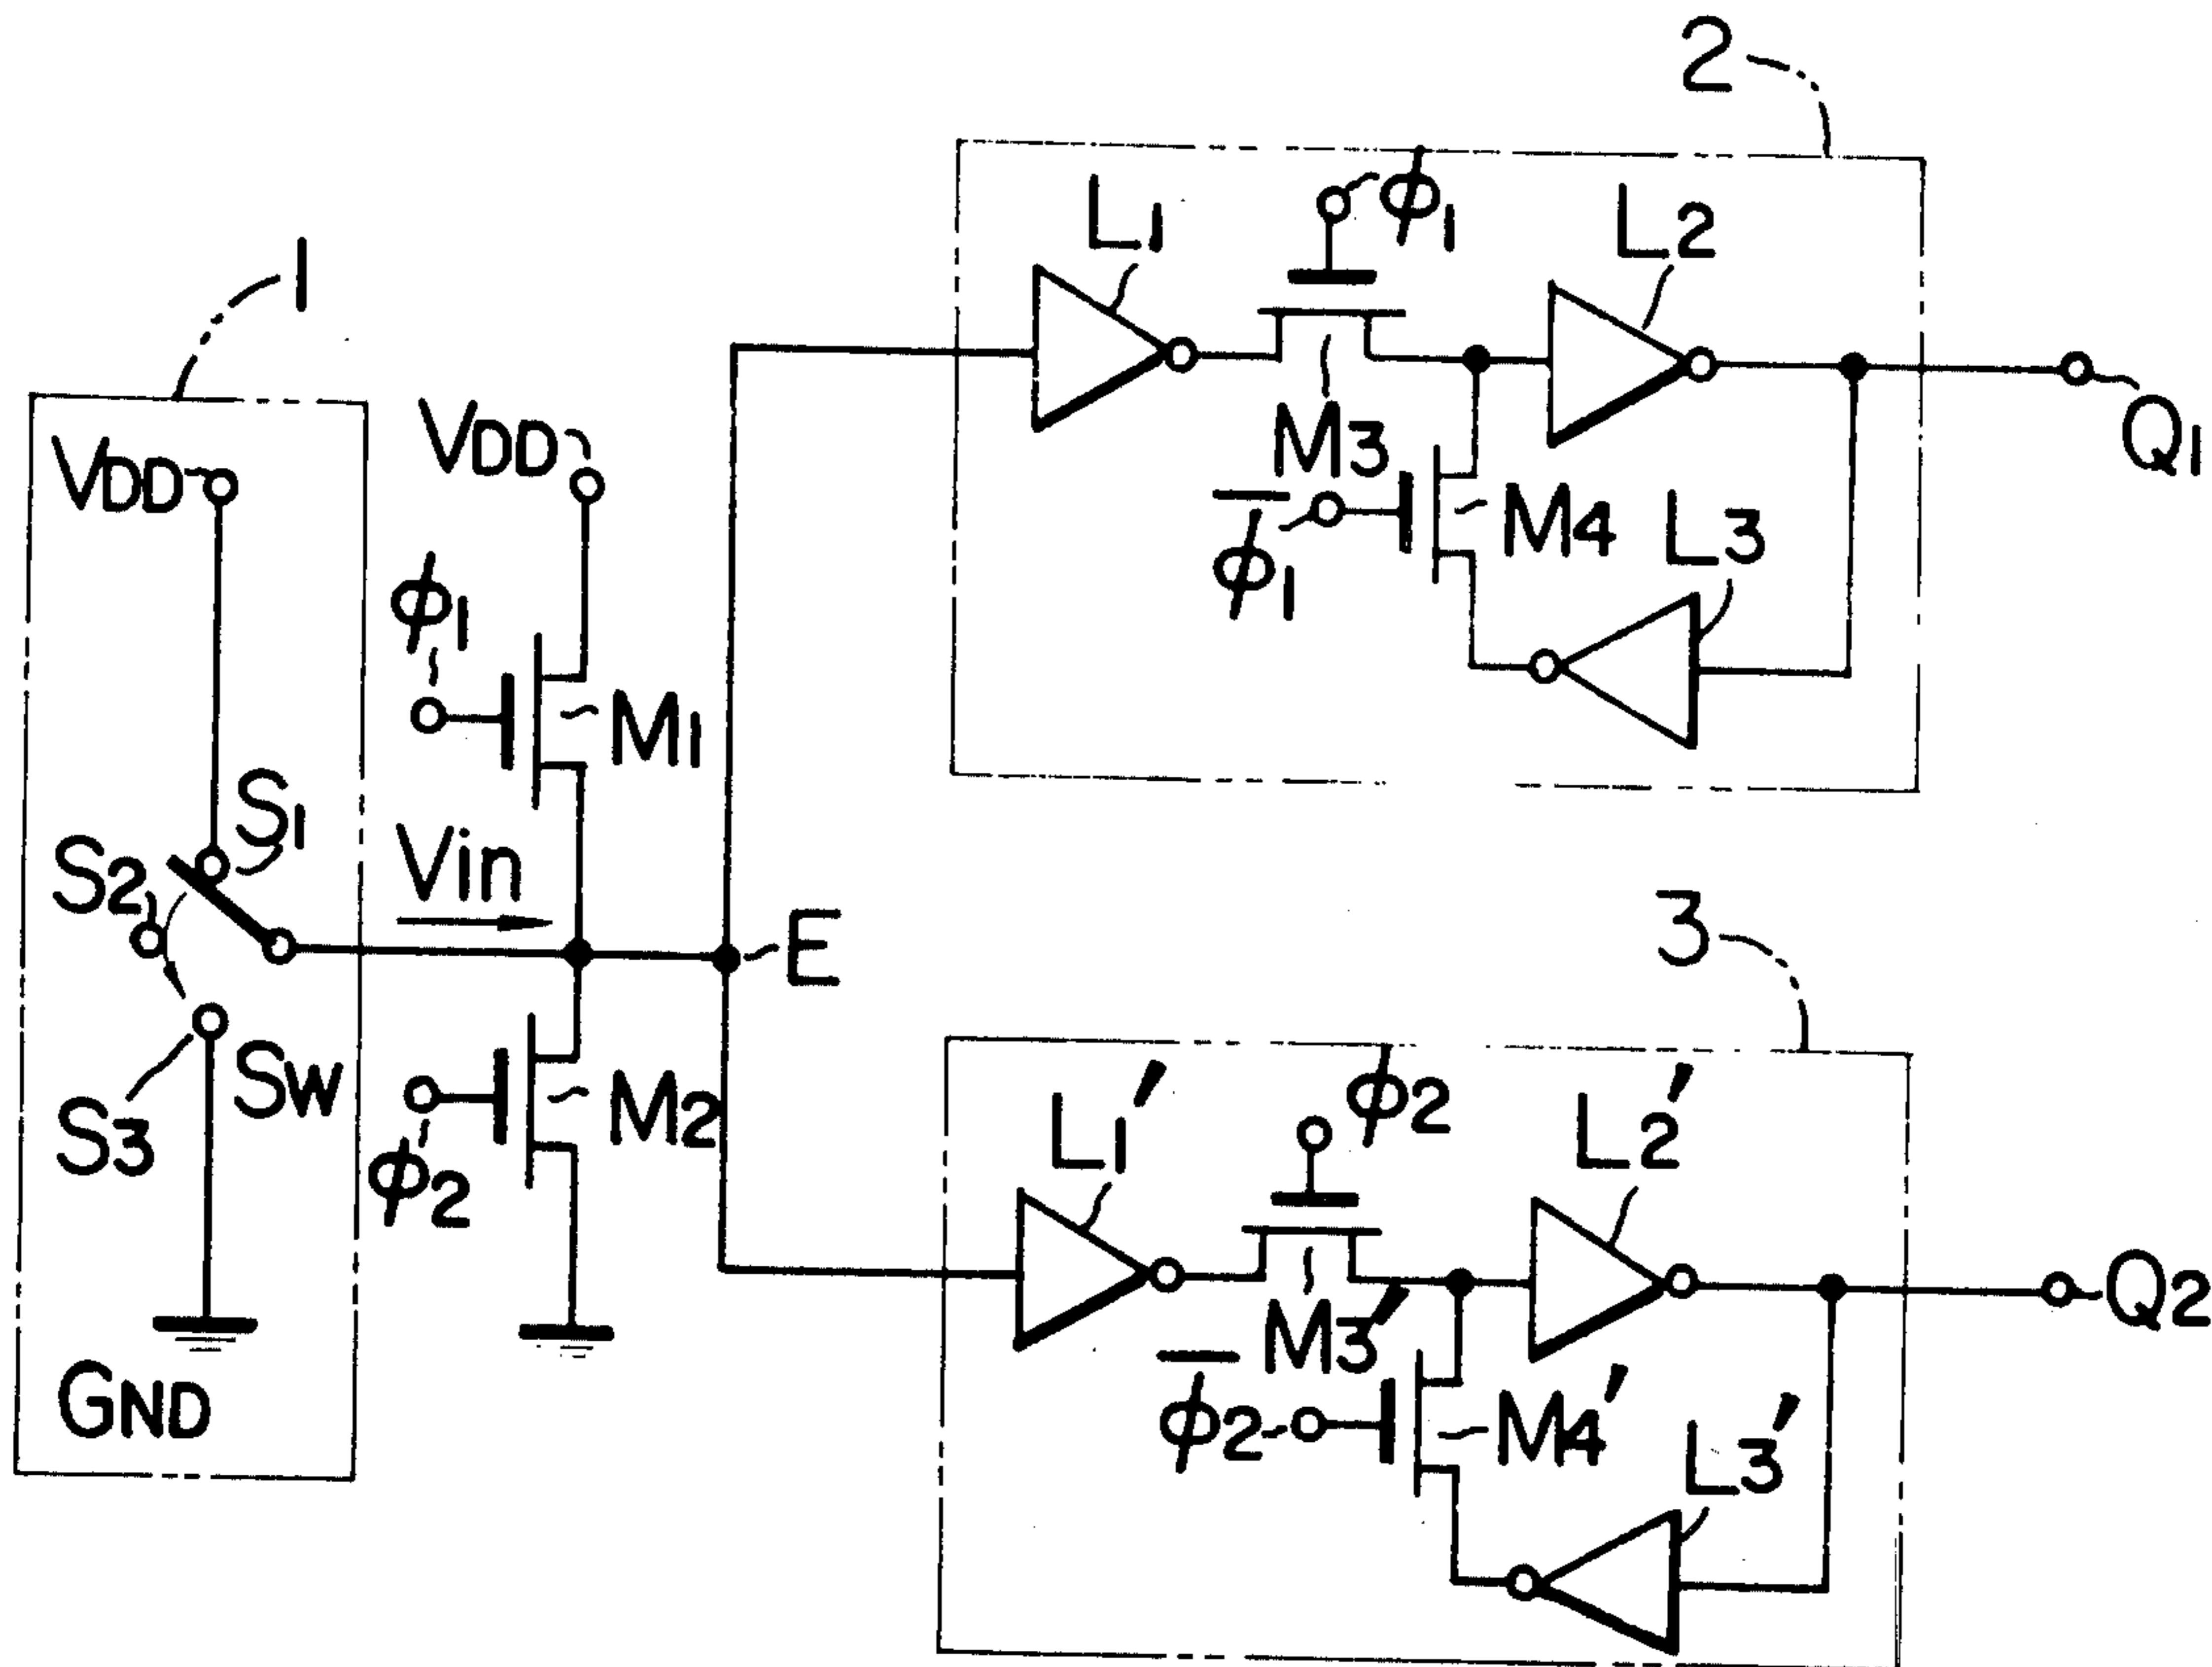 2
1
L1
ϕ1
L2
VDD
VDD
M3
Q1
ϕ̅1
M4
L3
ϕ1
M1
S1
S2
Vin
E
3
S3
SW
ϕ2
M2
L1'
ϕ2
L2'
M3'
Q2
ϕ̅2
M4'
L3'
GND